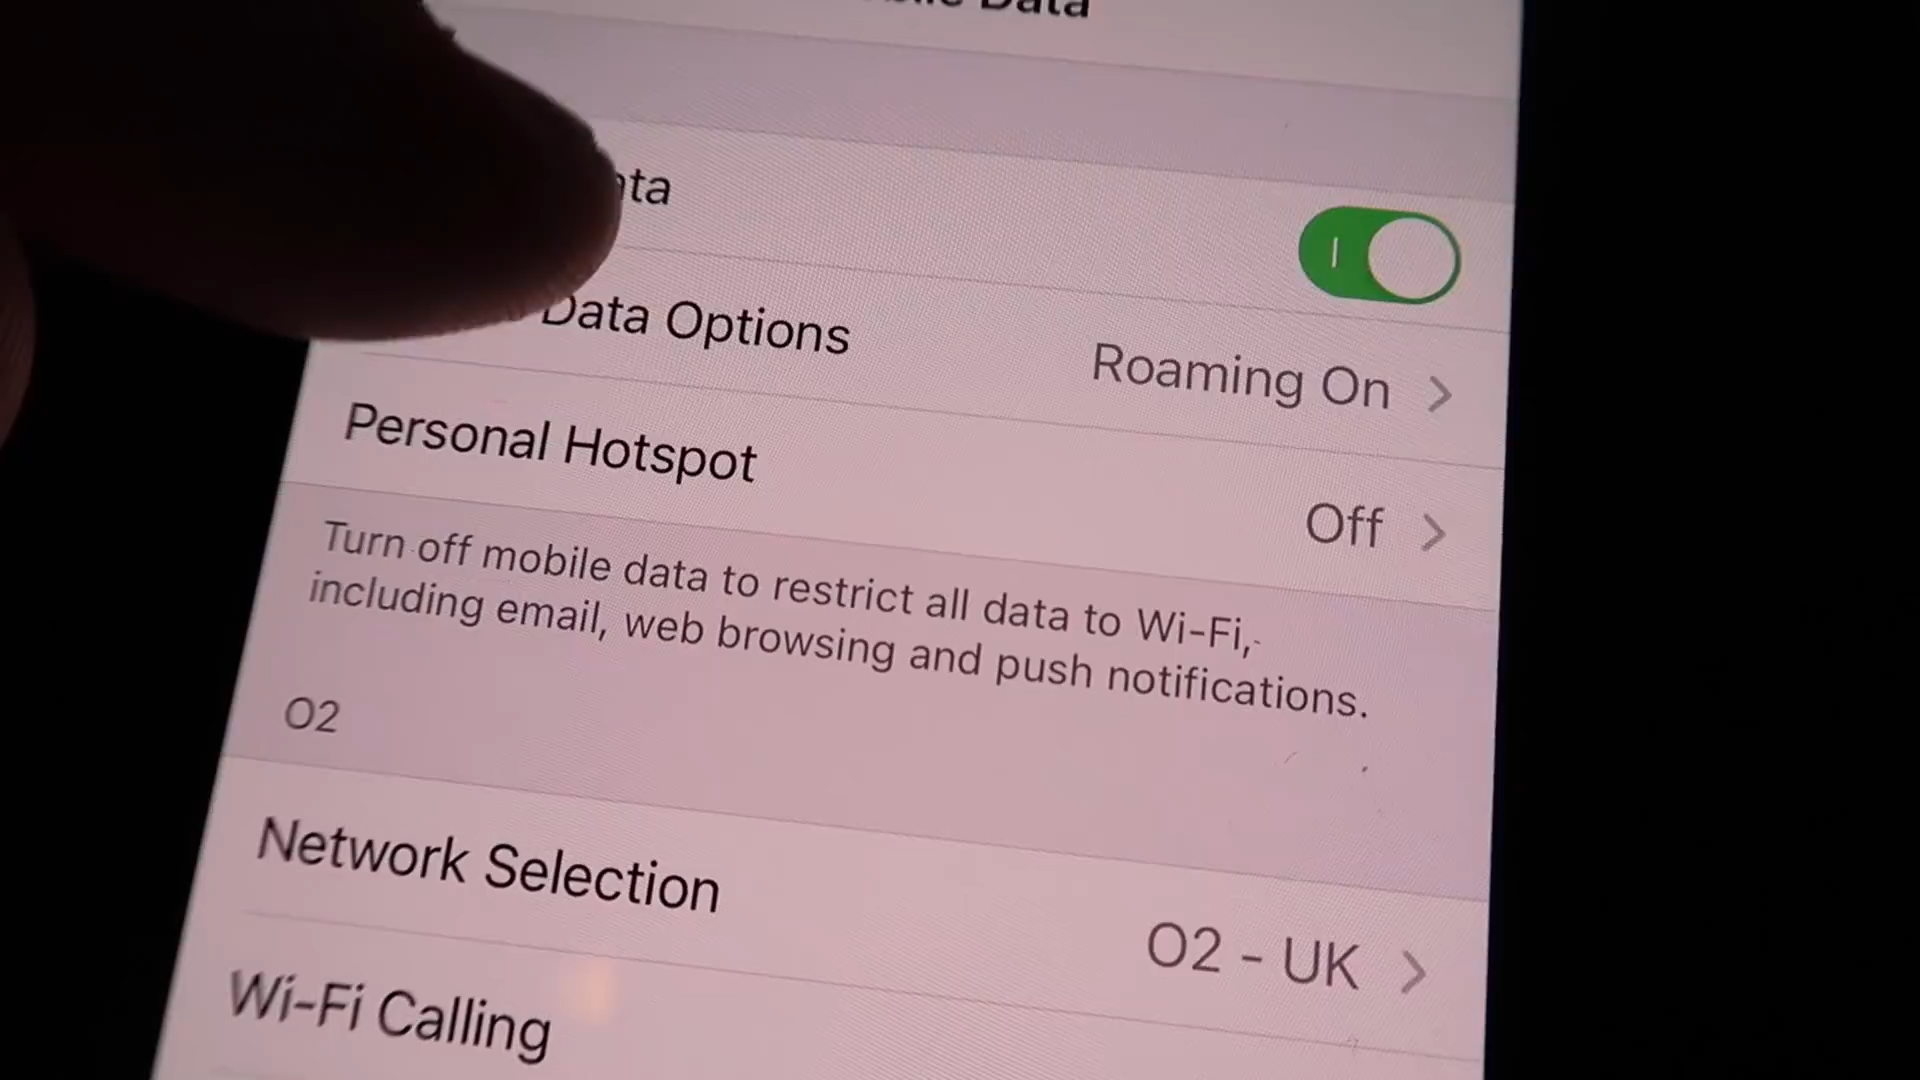 Data
Data Options
Roaming On
Personal Hotspot
Off
Turn off mobile data to restrict all data to Wi-Fi,
including email, web browsing and push notifications.
O2
Network Selection
O2 - UK
Wi-Fi Calling